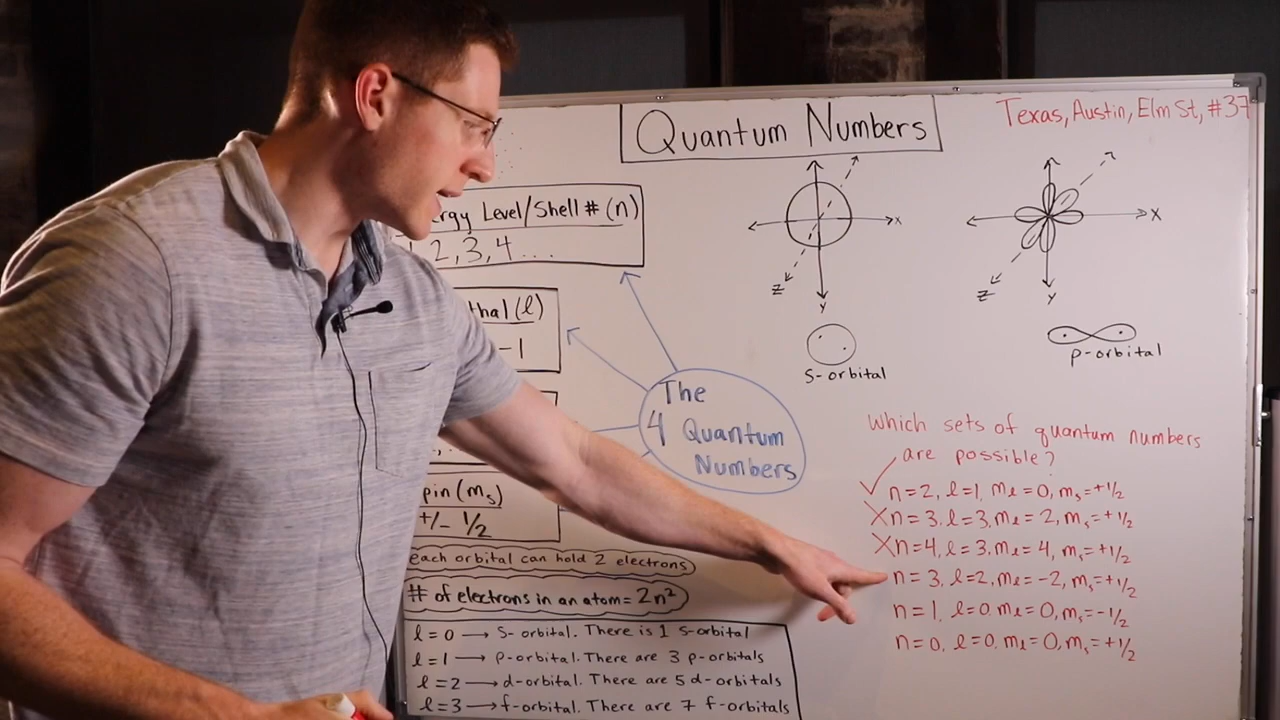 Quantum Numbers
Texas, Austin, Elm St, #37
Level/Shell # (n)
2, 3, 4 ...
(l)
-1
The
4 Quantum
Numbers
(ms)
+/- 1/2
each orbital can hold 2 electrons
# of electrons in an atom = 2n²
l = 0 → s-orbital. There is 1 s-orbital
l = 1 → p-orbital. There are 3 p-orbitals
l = 2 → d-orbital. There are 5 d-orbitals
l = 3 → f-orbital. There are 7 f-orbitals
x
z
y
s-orbital
x
z
y
p-orbital
Which sets of quantum numbers
are possible?
✓ n=2, l=1, ml=0, ms=+1/2
X n=3, l=3, ml=2, ms=+1/2
X n=4, l=3, ml=4, ms=+1/2
n=3, l=2, ml=-2, ms=+1/2
n=1, l=0, ml=0, ms=-1/2
n=0, l=0, ml=0, ms=+1/2